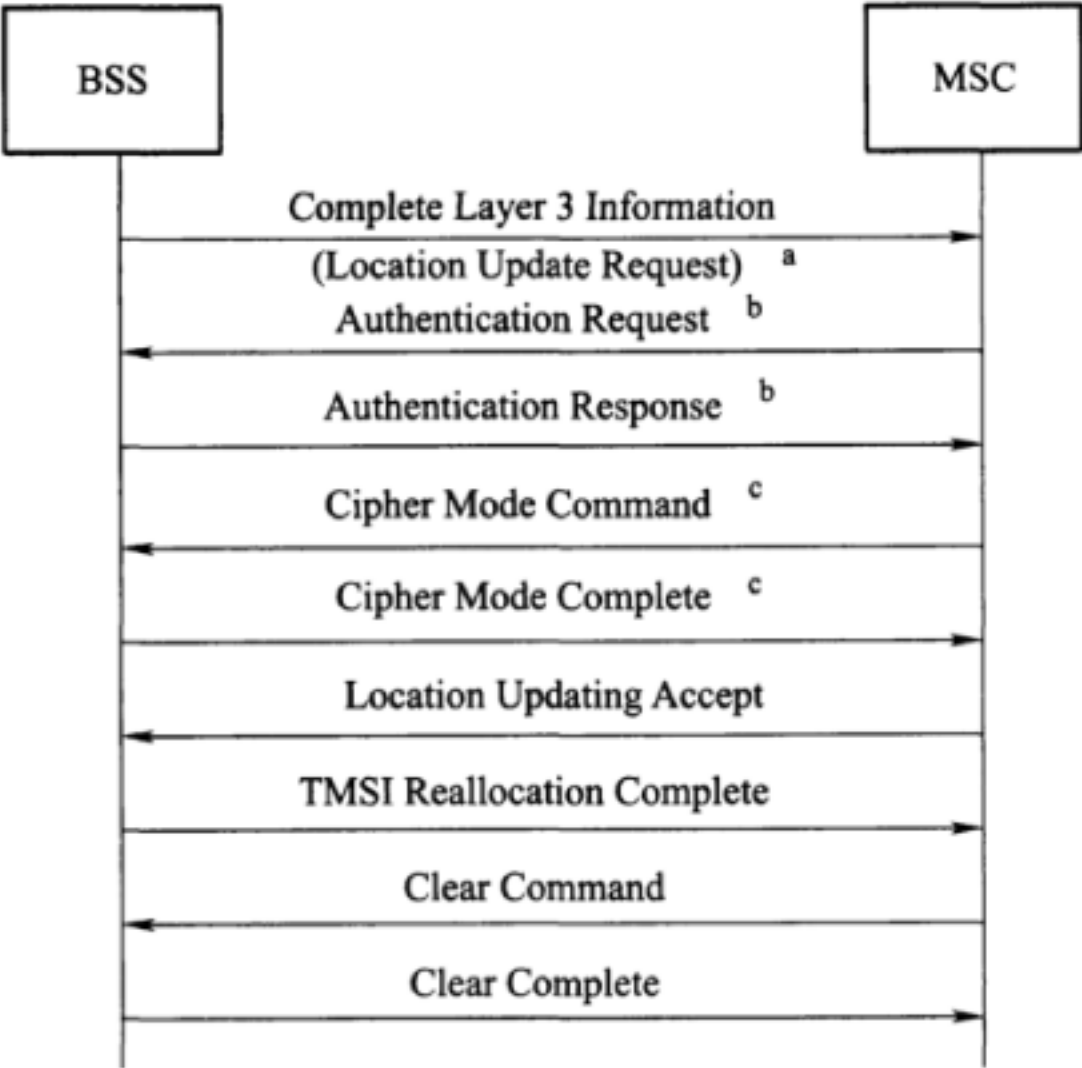 BSS
MSC
Complete Layer 3 Information
(Location Update Request) a
Authentication Request b
Authentication Response b
Cipher Mode Command c
Cipher Mode Complete c
Location Updating Accept
TMSI Reallocation Complete
Clear Command
Clear Complete